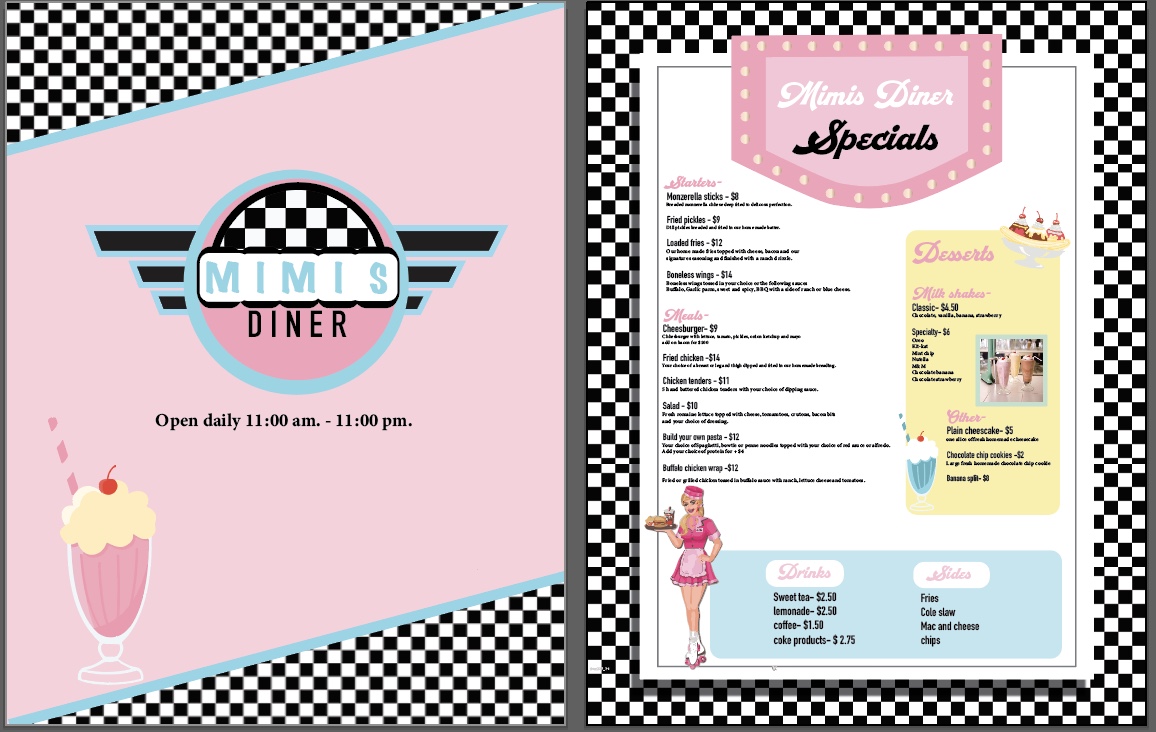 MIMIS
DINER
Open daily 11:00 am. - 11:00 pm.
Mimis Diner
Specials
Starters-
Monzerella sticks - $8
Breaded monzerella chiese deep fried to delicous perfection.
Fried pickles - $9
Dill pickles breaded and fried to our homemade batter.
Loaded fries - $12
Our home made fries topped with cheese, bacon and our
signature seasoning and finished with a ranch drizzle.
Boneless wings - $14
Boneless wings tossed in your choice or the following sauces
Buffalo, Garlic parm, sweet and spicy, BBQ with a side of ranch or blue cheese.
Meals-
Cheesburger- $9
Chheseburger with lettuce, tomato, pickles, onion ketchup and mayo
add on bacon for $100
Fried chicken -$14
Your choice of a breast or leg and thigh dipped and fried to our homemade breading.
Chicken tenders - $11
5 hand battered chicken tenders with your choice of dipping sauce.
Salad - $10
Fresh romaine lettuce topped with cheese, tomamtoes, crutons, bacon bits
and your choice of dressing.
Build your own pasta - $12
Your choice of Spaghetti, bowtie or penne noodles topped with your choice of red sauce or alfredo.
Add your choice of protein for + $4
Buffalo chicken wrap -$12
Fried or grilled chicken tossed in buffalo sauce with ranch, lettuce cheese and tomatoes.
Desserts
Milk shakes-
Classic- $4.50
Chocolate, vanilla, banana, strawberry
Specialty- $6
Oreo
Kit-kat
Mint chip
Nutella
M&M
Chocolate banana
Chocolate strawberry
Other-
Plain cheescake- $5
one slice of fresh homemade cheesecake
Chocolate chip cookies -$2
Large fresh homemade chocolate chip cookie
Banana split- $8
Drinks
Sweet tea- $2.50
lemonade- $2.50
coffee- $1.50
coke products- $ 2.75
Sides
Fries
Cole slaw
Mac and cheese
chips